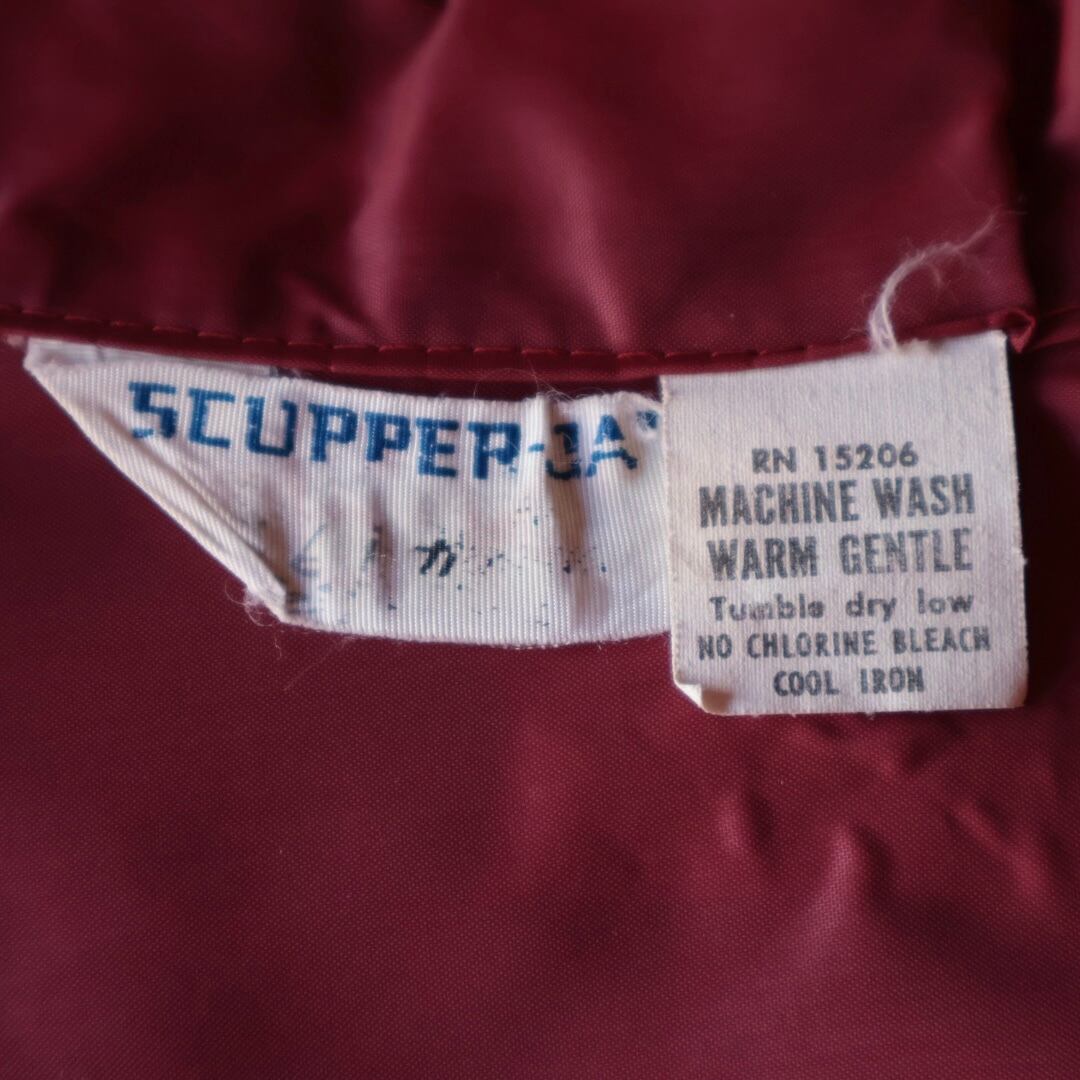 SCUPPER-JA
RN 15206
MACHINE WASH
WARM GENTLE
Tumble dry low
NO CHLORINE BLEACH
COOL IRON